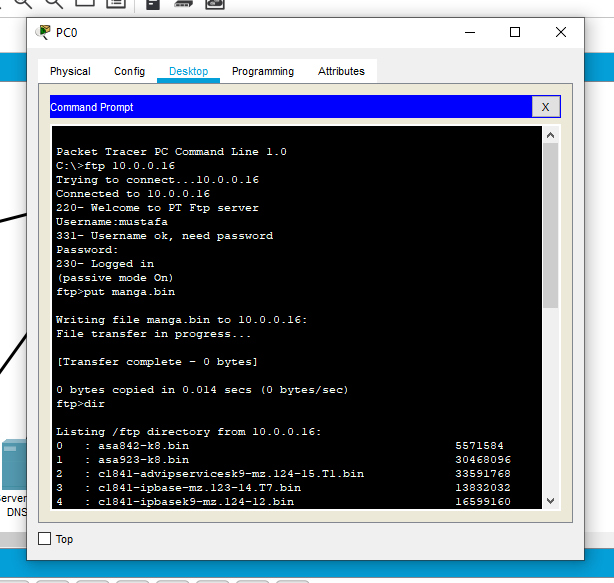 PC0
Physical Config Desktop Programming Attributes
Command Prompt
X
Packet Tracer PC Command Line 1.0
C:\>ftp 10.0.0.16
Trying to connect...10.0.0.16
Connected to 10.0.0.16
220- Welcome to PT Ftp server
Username:mustafa
331- Username ok, need password
Password:
230- Logged in
(passive mode On)
ftp>put manga.bin
Writing file manga.bin to 10.0.0.16:
File transfer in progress...
[Transfer complete - 0 bytes]
0 bytes copied in 0.014 secs (0 bytes/sec)
ftp>dir
Listing /ftp directory from 10.0.0.16:
0 : asa842-k8.bin 5571584
1 : asa923-k8.bin 30468096
2 : c1841-advipservicesk9-mz.124-15.T1.bin 33591768
3 : c1841-ipbase-mz.123-14.T7.bin 13832032
4 : c1841-ipbasek9-mz.124-12.bin 16599160
Top
DNS